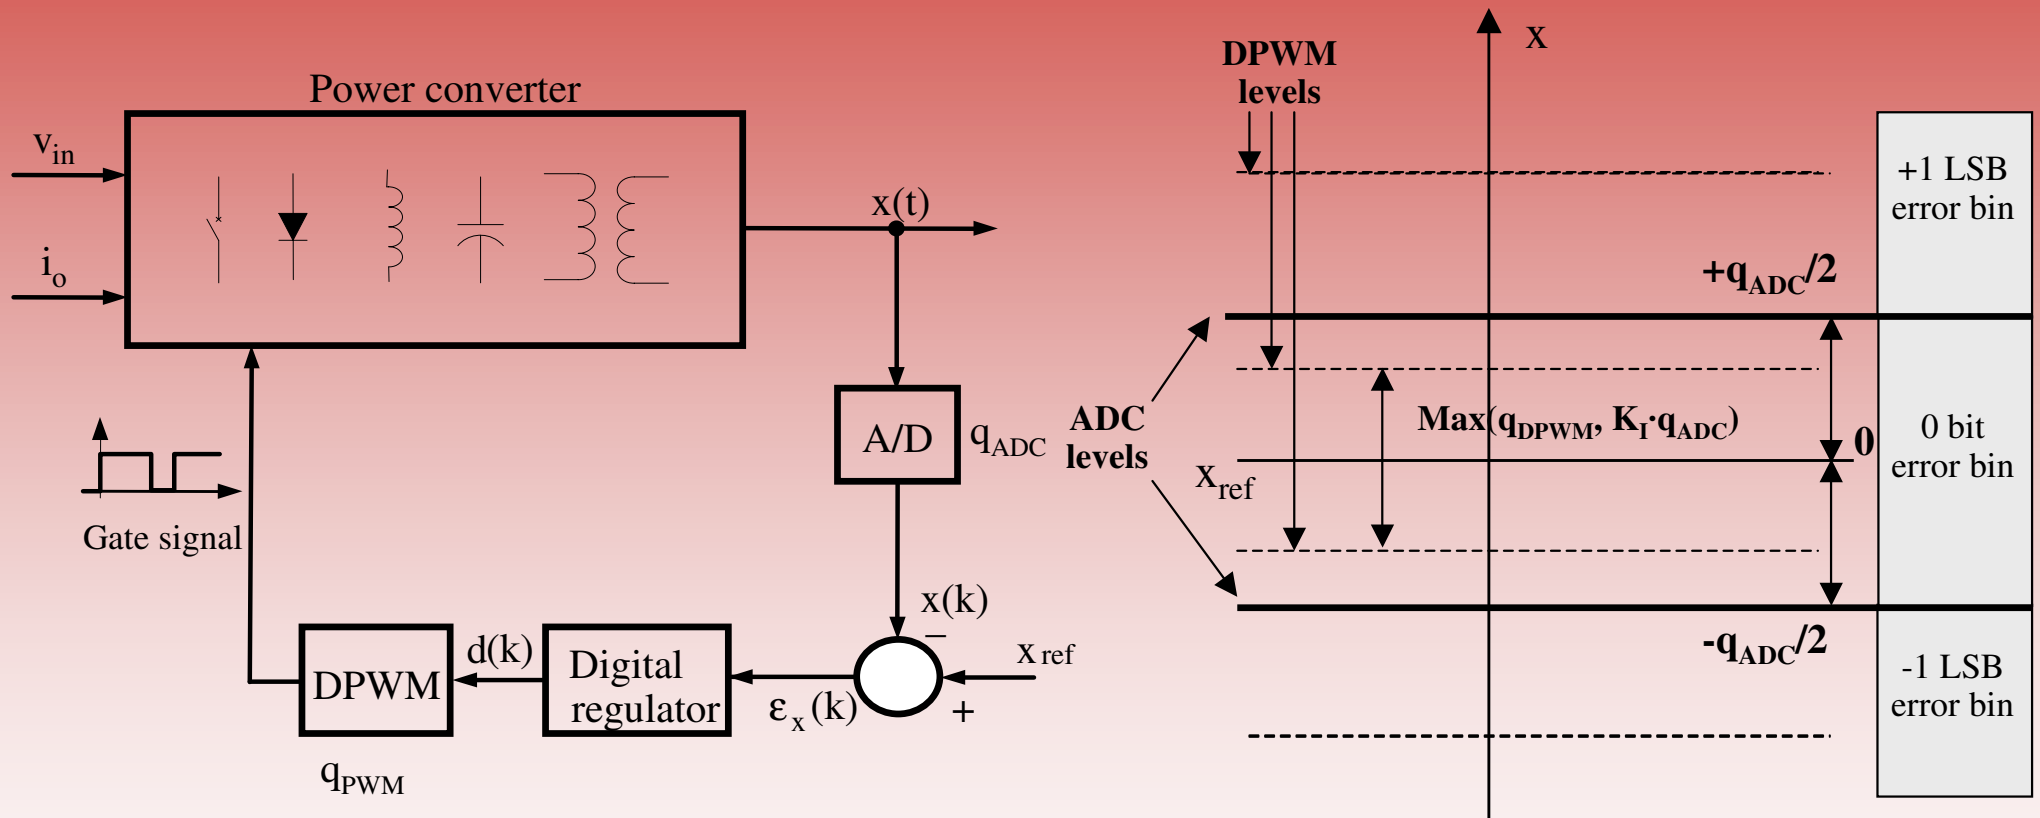 Power converter
v_in
i_o
x(t)
A/D
q_ADC
Gate signal
x(k)
−
x_ref
+
ε_x(k)
Digital
regulator
d(k)
DPWM
q_PWM
x
DPWM
levels
+1 LSB
error bin
+q_ADC/2
ADC
levels
Max(q_DPWM, K_I·q_ADC)
0
x_ref
0 bit
error bin
-q_ADC/2
-1 LSB
error bin